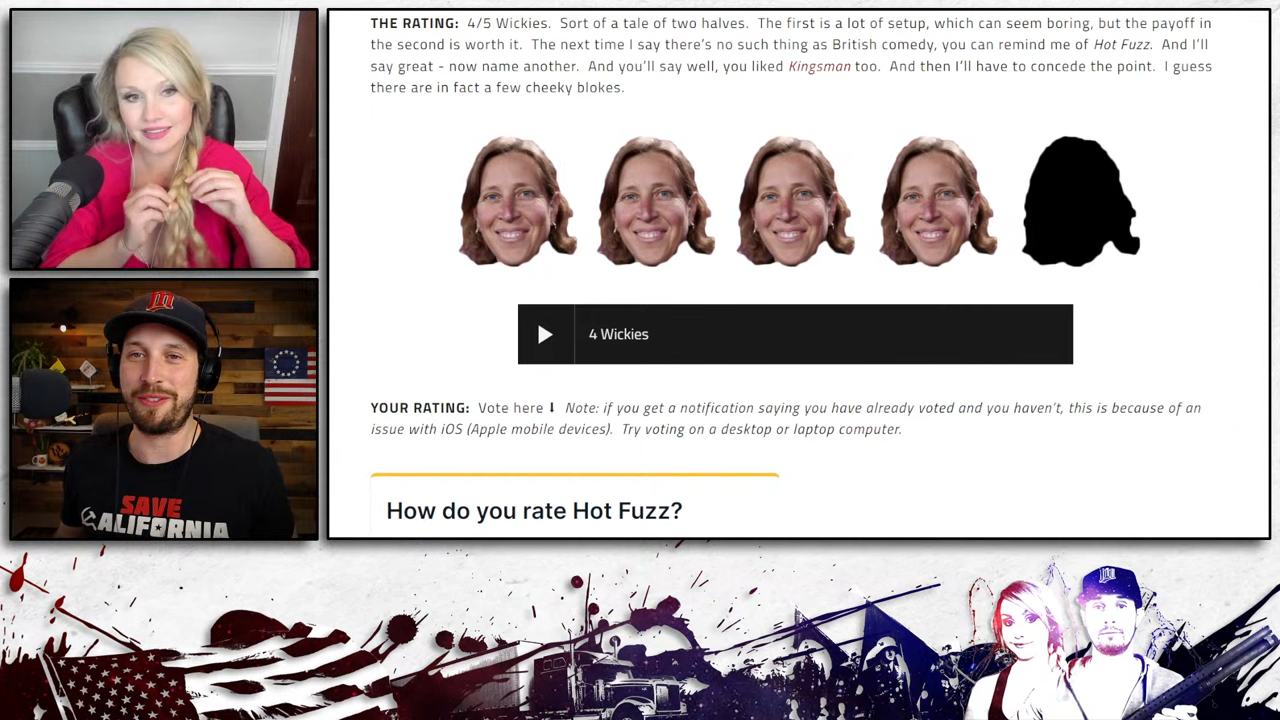 THE RATING: 4/5 Wickies. Sort of a tale of two halves. The first is a lot of setup, which can seem boring, but the payoff in
the second is worth it. The next time I say there's no such thing as British comedy, you can remind me of Hot Fuzz. And I'll
say great - now name another. And you'll say well, you liked Kingsman too. And then I'll have to concede the point. I guess
there are in fact a few cheeky blokes.
4 Wickies
YOUR RATING: Vote here ⬇ Note: if you get a notification saying you have already voted and you haven't, this is because of an
issue with iOS (Apple mobile devices). Try voting on a desktop or laptop computer.
How do you rate Hot Fuzz?
SAVE
CALIFORNIA